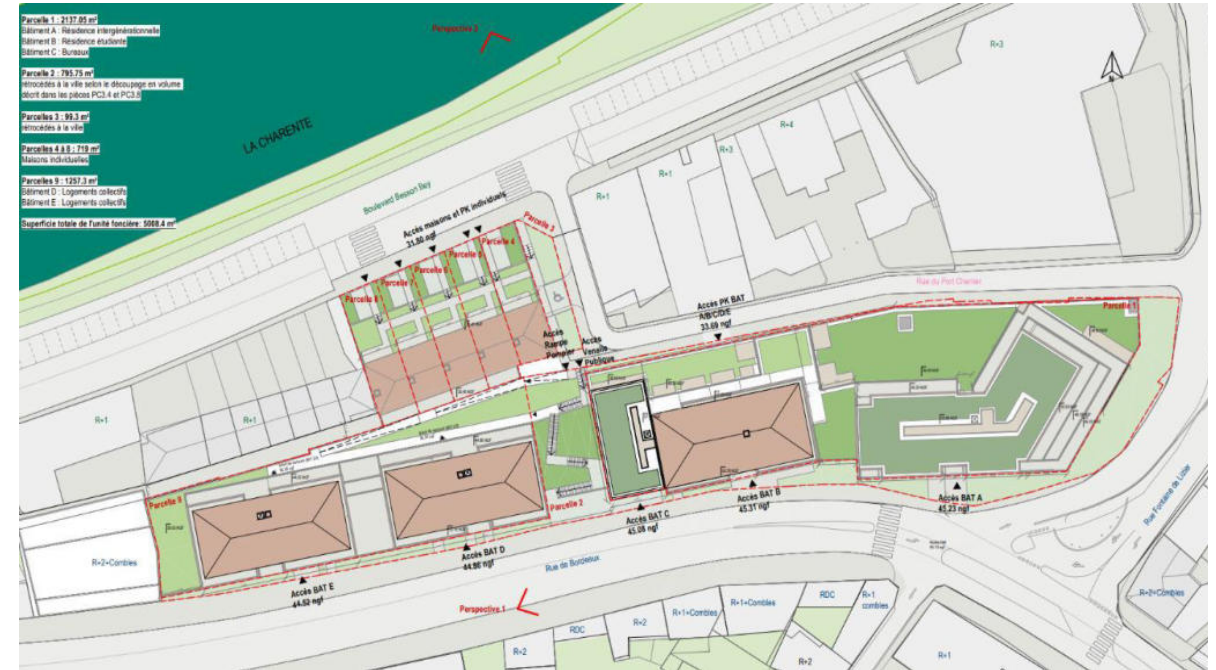 Parcelle 1 : 2137.05 m²
Bâtiment A : Résidence intergénérationnelle
Bâtiment B : Résidence étudiante
Bâtiment C : Bureaux
Parcelle 2 : 795.75 m²
rétrocédés à la ville selon le découpage en volume
décrit dans les pièces PC3.4 et PC3.8
Parcelles 3 : 99.3 m²
rétrocédés à la ville
Parcelles 4 à 8 : 719 m²
Maisons individuelles
Parcelles 9 : 1257.3 m²
Bâtiment D : Logements collectifs
Bâtiment E : Logements collectifs
Superficie totale de l'unité foncière: 5008.4 m²
Perspective 2
LA CHARENTE
N
R+3
R+4
R+3
R+1
R+1
Boulevard Besson Bey
Accès maisons et PK individuels
31.80 ngf
Parcelle 3
Parcelle 4
Parcelle 5
Parcelle 6
Parcelle 7
Parcelle 8
Rue du Port Charrier
Accès PK BAT
A/B/C/D/E
33.69 ngf
Parcelle 1
Accès
Rampe
Pompier
Accès
Venelle
Publique
R+1
R+1
Parcelle 9
Parcelle 2
R+2+Combles
Accès BAT E
44.52 ngf
Accès BAT D
44.86 ngf
Accès BAT C
45.08 ngf
Accès BAT B
45.31 ngf
Accès BAT A
45.23 ngf
Rue de Bordeaux
Rue Fontaine de Lizier
Perspective 1
R+2
RDC
R+2
R+1+Combles
R+1+Combles
RDC
R+1
combles
R+2
R+1
R+2+Combles